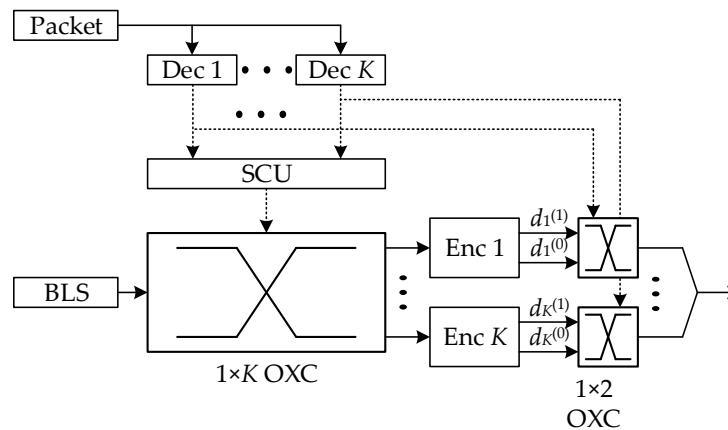 Packet
Dec 1
Dec K
SCU
BLS
1×K OXC
Enc 1
d1(1)
d1(0)
Enc K
dK(1)
dK(0)
1×2
OXC